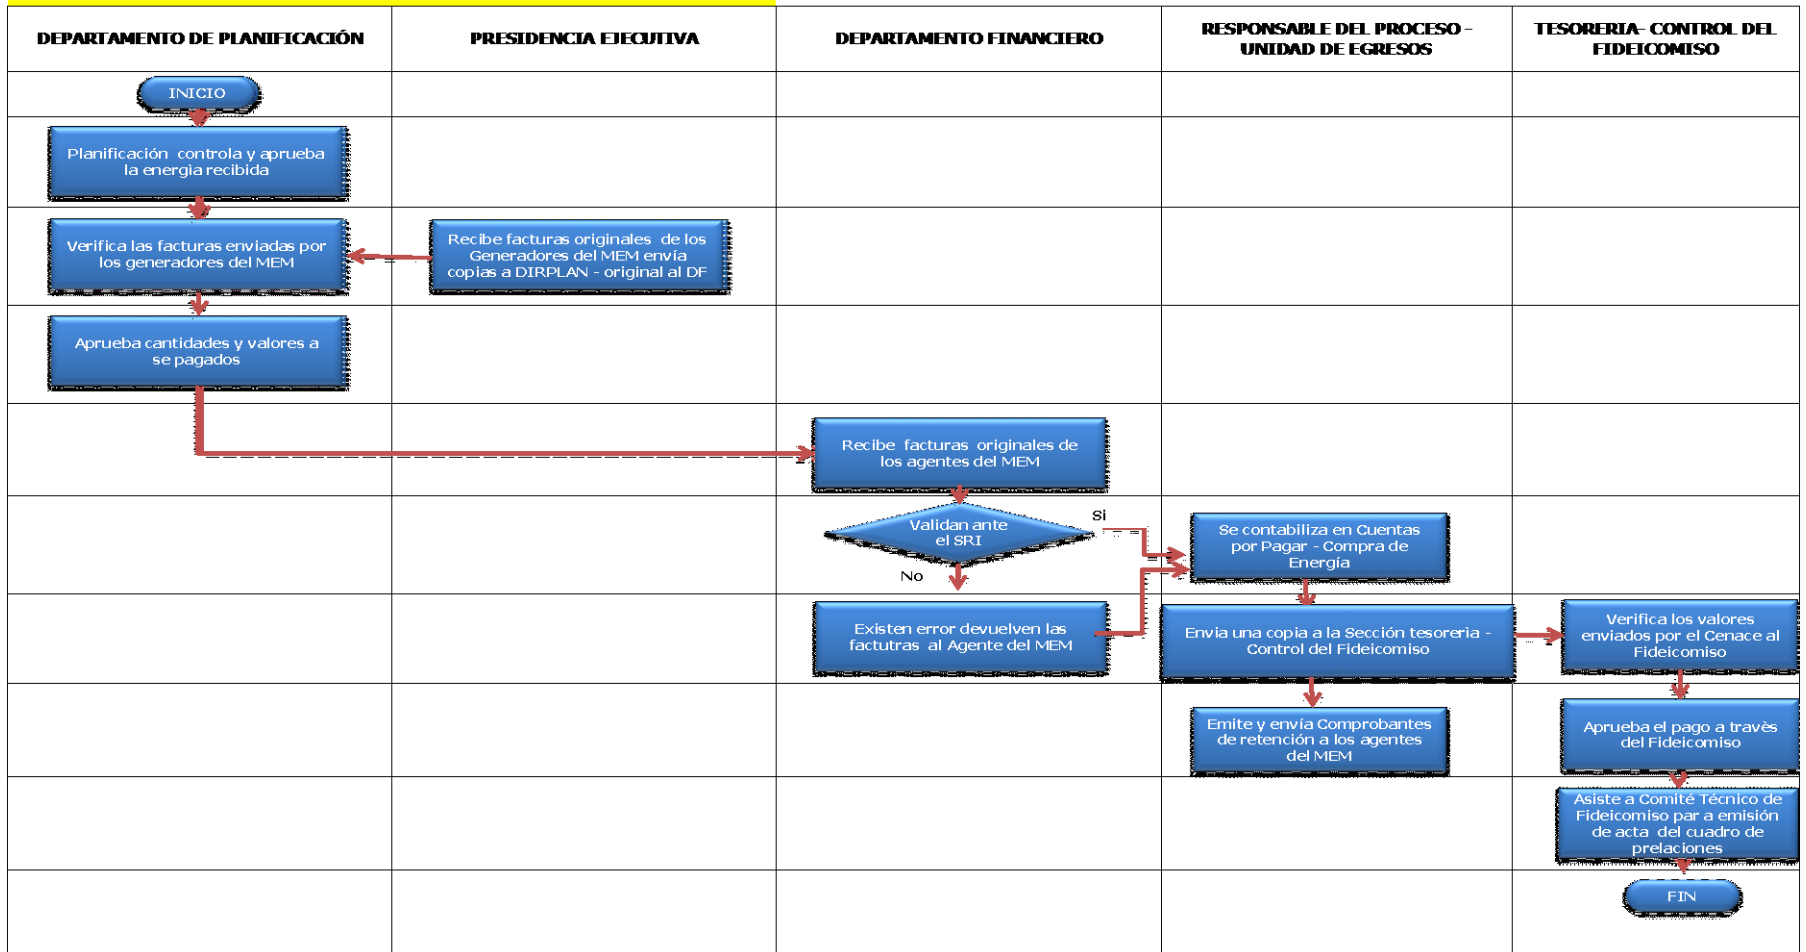 DEPARTAMENTO DE PLANIFICACIÓN
PRESIDENCIA EJECUTIVA
DEPARTAMENTO FINANCIERO
RESPONSABLE DEL PROCESO -
UNIDAD DE EGRESOS
TESORERIA- CONTROL DEL
FIDEICOMISO
INICIO
Planificación controla y aprueba
la energìa recibida
Verifica las facturas enviadas por
los generadores del MEM
Recibe facturas originales de los
Generadores del MEM envía
copias a DIRPLAN - original al DF
Aprueba cantidades y valores a
se pagados
Recibe facturas originales de
los agentes del MEM
Validan ante
el SRI
Si
No
Se contabiliza en Cuentas
por Pagar - Compra de
Energía
Existen error devuelven las
factutras al Agente del MEM
Envia una copia a la Sección tesorerìa -
Control del Fideicomiso
Verifica los valores
enviados por el Cenace al
Fideicomiso
Emite y envía Comprobantes
de retención a los agentes
del MEM
Aprueba el pago a travès
del Fideicomiso
Asiste a Comité Técnico de
Fideicomiso par a emisión
de acta del cuadro de
prelaciones
FIN